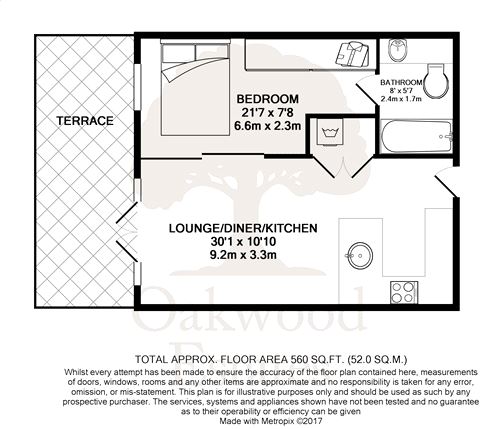 BEDROOM
21'7 x 7'8
6.6m x 2.3m
BATHROOM
8' x 5'7
2.4m x 1.7m
TERRACE
LOUNGE/DINER/KITCHEN
30'1 x 10'10
9.2m x 3.3m
Oakwood
TOTAL APPROX. FLOOR AREA 560 SQ.FT. (52.0 SQ.M.)
Whilst every attempt has been made to ensure the accuracy of the floor plan contained here, measurements
of doors, windows, rooms and any other items are approximate and no responsibility is taken for any error,
omission, or mis-statement. This plan is for illustrative purposes only and should be used as such by any
prospective purchaser. The services, systems and appliances shown have not been tested and no guarantee
as to their operability or efficiency can be given
Made with Metropix ©2017